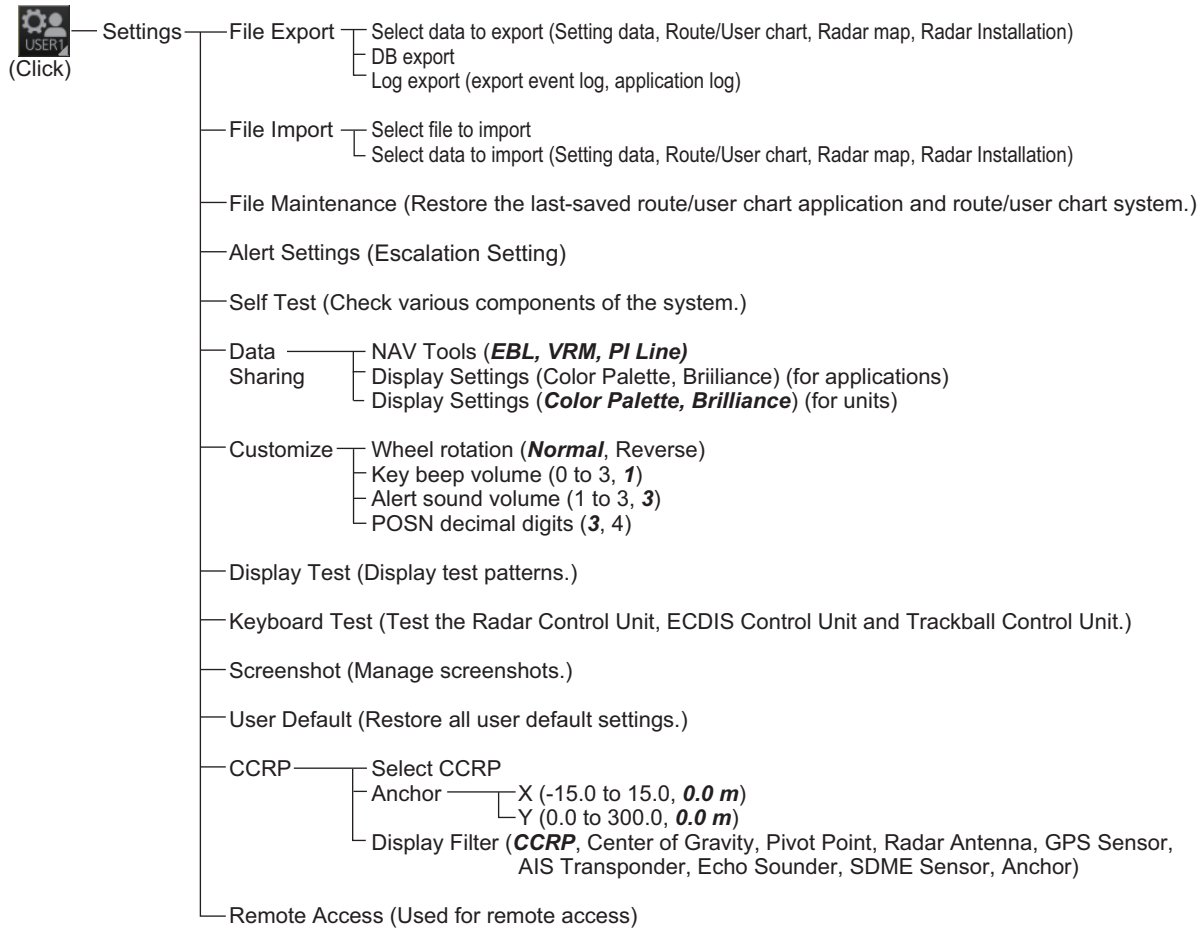 USER1
(Click)
Settings
File Export
Select data to export (Setting data, Route/User chart, Radar map, Radar Installation)
DB export
Log export (export event log, application log)
File Import
Select file to import
Select data to import (Setting data, Route/User chart, Radar map, Radar Installation)
File Maintenance (Restore the last-saved route/user chart application and route/user chart system.)
Alert Settings (Escalation Setting)
Self Test (Check various components of the system.)
Data
Sharing
NAV Tools (EBL, VRM, PI Line)
Display Settings (Color Palette, Briiliance) (for applications)
Display Settings (Color Palette, Brilliance) (for units)
Customize
Wheel rotation (Normal, Reverse)
Key beep volume (0 to 3, 1)
Alert sound volume (1 to 3, 3)
POSN decimal digits (3, 4)
Display Test (Display test patterns.)
Keyboard Test (Test the Radar Control Unit, ECDIS Control Unit and Trackball Control Unit.)
Screenshot (Manage screenshots.)
User Default (Restore all user default settings.)
CCRP
Select CCRP
Anchor
X (-15.0 to 15.0, 0.0 m)
Y (0.0 to 300.0, 0.0 m)
Display Filter (CCRP, Center of Gravity, Pivot Point, Radar Antenna, GPS Sensor,
AIS Transponder, Echo Sounder, SDME Sensor, Anchor)
Remote Access (Used for remote access)